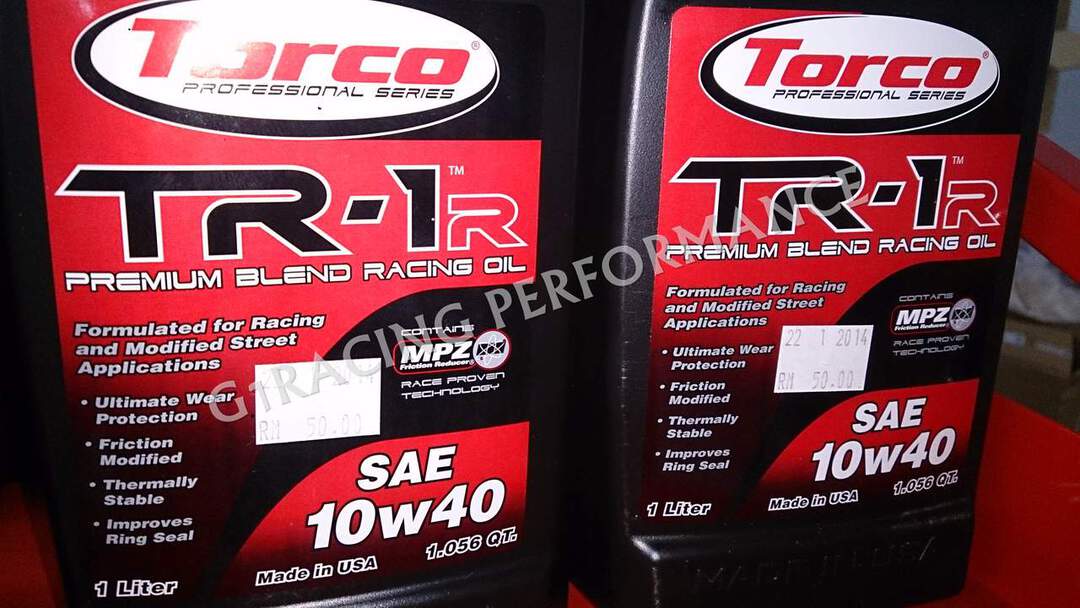 Torco®
PROFESSIONAL SERIES
TR-1R™
PREMIUM BLEND RACING OIL
Formulated for Racing
and Modified Street
Applications
• Ultimate Wear
Protection
• Friction
Modified
• Thermally
Stable
• Improves
Ring Seal
CONTAINS
MPZ
Friction Reducer®
RACE PROVEN
TECHNOLOGY
RM 50.00
SAE
10w40
1 Liter
Made in USA
1.056 QT.
Torco®
PROFESSIONAL SERIES
TR-1R™
PREMIUM BLEND RACING OIL
Formulated for Racing
and Modified Street
Applications
• Ultimate Wear
Protection
• Friction
Modified
• Thermally
Stable
• Improves
Ring Seal
CONTAINS
MPZ
Friction Reducer®
RACE PROVEN
TECHNOLOGY
22 1 2014
RM 50.00
SAE
10w40
1 Liter
Made in USA
1.056 QT.
G1RACING PERFORMANCE